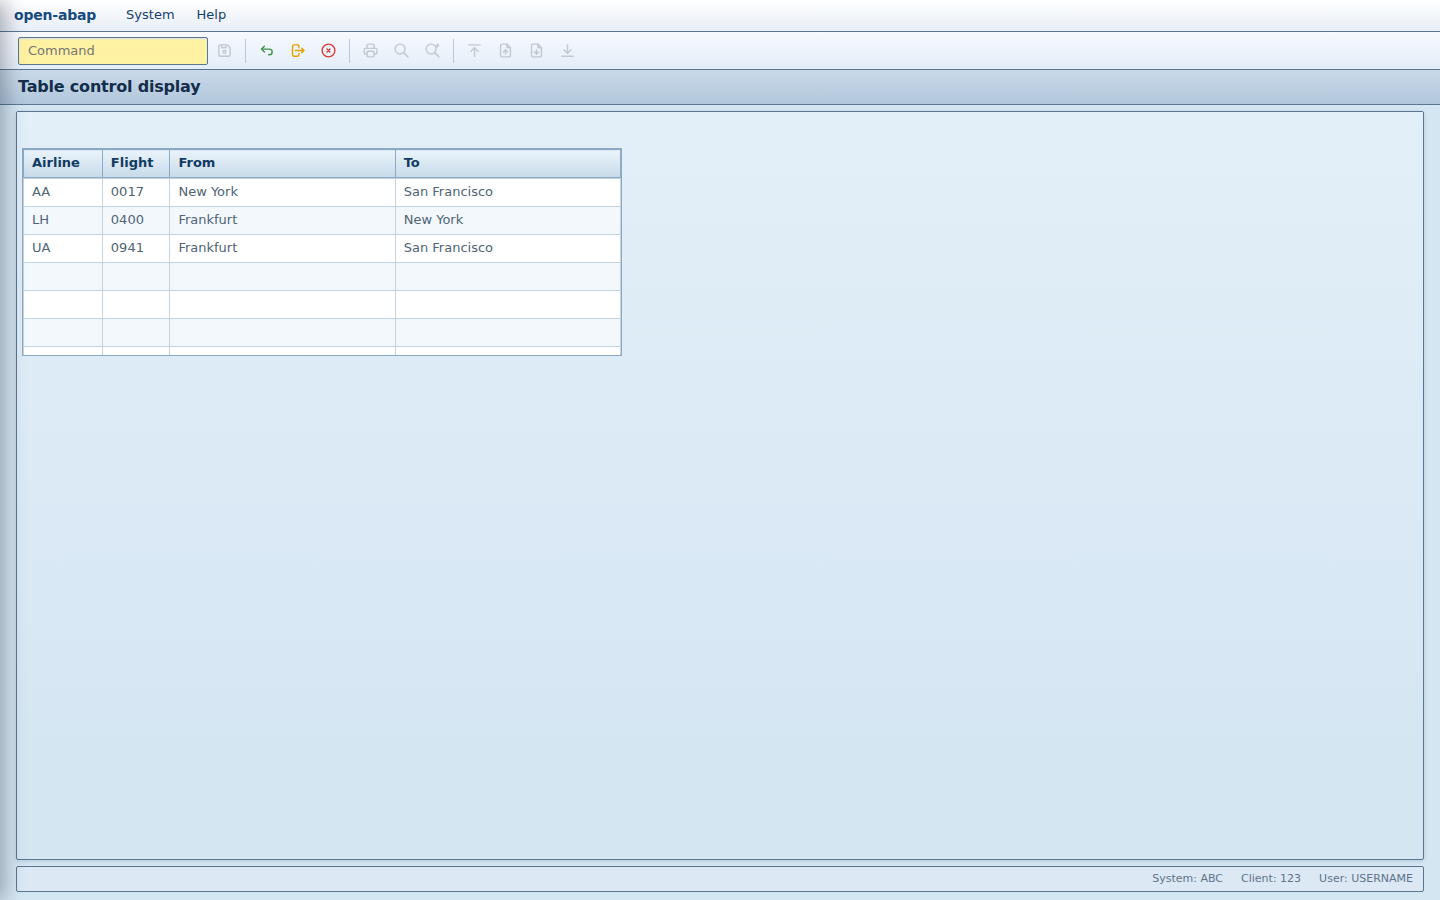 open-abap System Help
Command
Table control display
Airline Flight From To
AA 0017 New York San Francisco
LH 0400 Frankfurt New York
UA 0941 Frankfurt San Francisco
System: ABC Client: 123 User: USERNAME